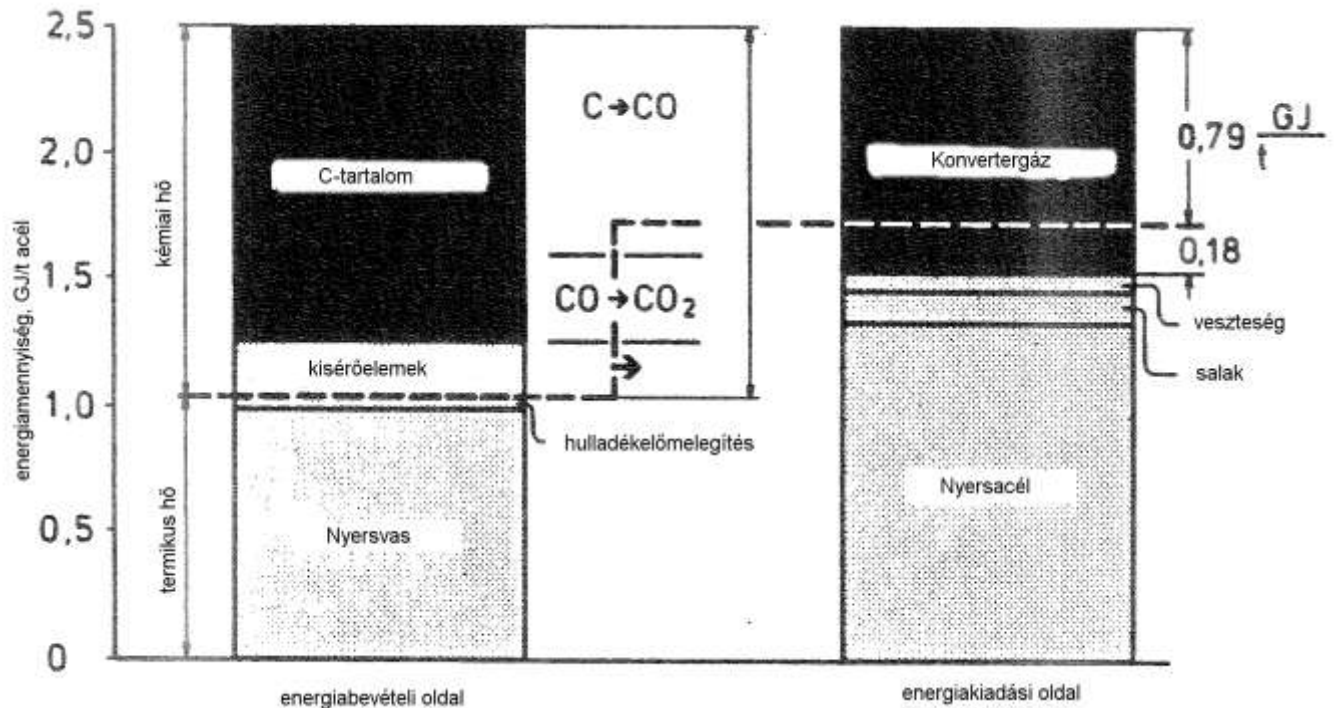 2,5
2,0
1,5
1,0
0,5
0
energiamennyiség, GJ/t acél
kémiai hő
termikus hő
C-tartalom
kisérőelemek
Nyersvas
energiabevételi oldal
C→CO
CO→CO₂
hulladékelőmelegítés
Konvertergáz
Nyersacél
energiakiadási oldal
0,79 GJ
t
0,18
veszteség
salak